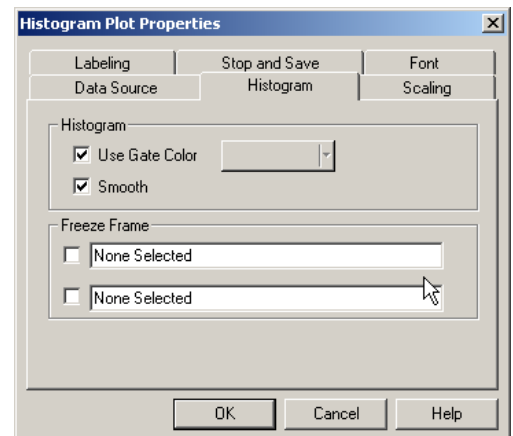 Histogram Plot Properties
Labeling Stop and Save Font
Data Source Histogram Scaling
Histogram
Use Gate Color
Smooth
Freeze Frame
None Selected
None Selected
OK Cancel Help